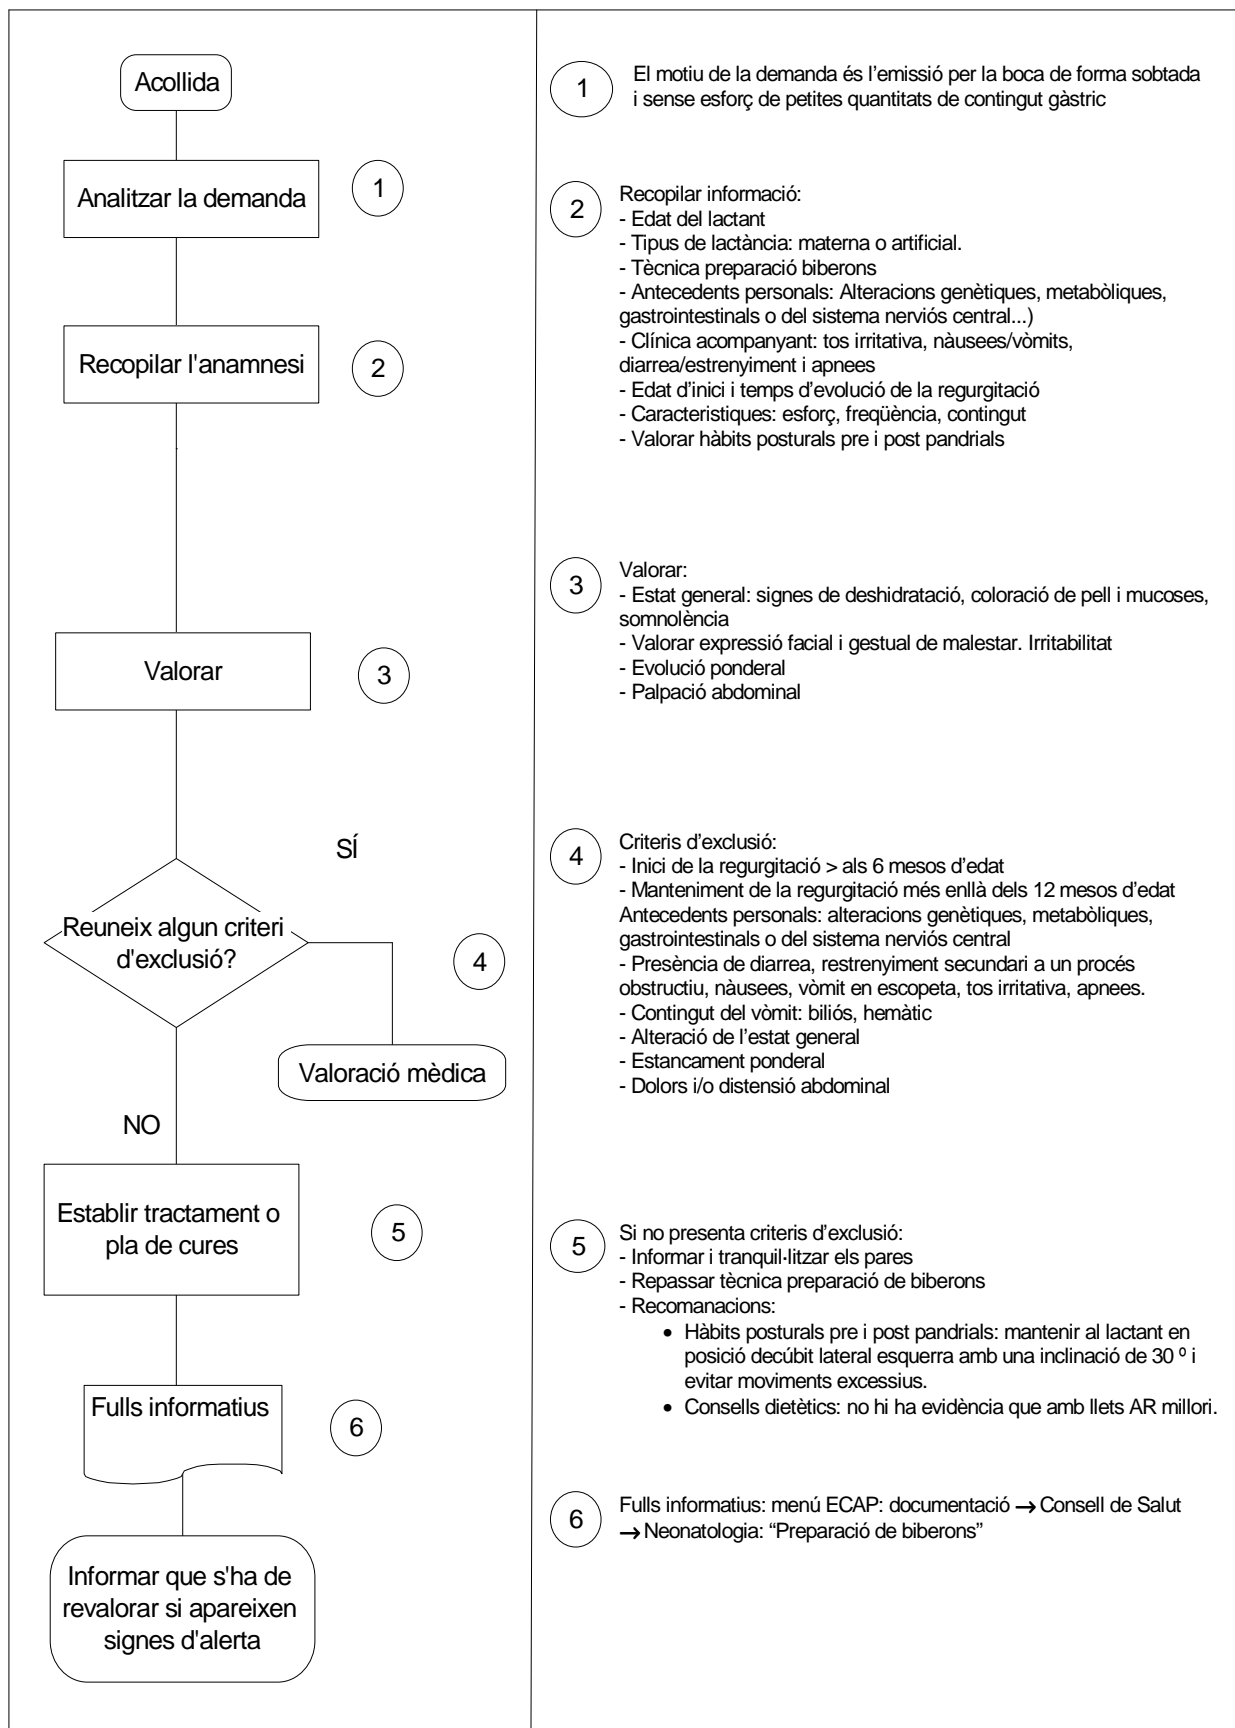 Acollida
Analitzar la demanda
1
Recopilar l'anamnesi
2
Valorar
3
SÍ
Reuneix algun criteri
d'exclusió?
4
Valoració mèdica
NO
Establir tractament o
pla de cures
5
Fulls informatius
6
Informar que s'ha de
revalorar si apareixen
signes d'alerta
1
El motiu de la demanda és l’emissió per la boca de forma sobtada
i sense esforç de petites quantitats de contingut gàstric
2
Recopilar informació:
- Edat del lactant
- Tipus de lactància: materna o artificial.
- Tècnica preparació biberons
- Antecedents personals: Alteracions genètiques, metabòliques,
gastrointestinals o del sistema nerviós central...)
- Clínica acompanyant: tos irritativa, nàusees/vòmits,
diarrea/estrenyiment i apnees
- Edat d’inici i temps d’evolució de la regurgitació
- Caracteristiques: esforç, freqüència, contingut
- Valorar hàbits posturals pre i post pandrials
3
Valorar:
- Estat general: signes de deshidratació, coloració de pell i mucoses,
somnolència
- Valorar expressió facial i gestual de malestar. Irritabilitat
- Evolució ponderal
- Palpació abdominal
4
Criteris d’exclusió:
- Inici de la regurgitació > als 6 mesos d’edat
- Manteniment de la regurgitació més enllà dels 12 mesos d’edat
Antecedents personals: alteracions genètiques, metabòliques,
gastrointestinals o del sistema nerviós central
- Presència de diarrea, restrenyiment secundari a un procés
obstructiu, nàusees, vòmit en escopeta, tos irritativa, apnees.
- Contingut del vòmit: biliós, hemàtic
- Alteració de l’estat general
- Estancament ponderal
- Dolors i/o distensió abdominal
5
Si no presenta criteris d’exclusió:
- Informar i tranquil·litzar els pares
- Repassar tècnica preparació de biberons
- Recomanacions:
• Hàbits posturals pre i post pandrials: mantenir al lactant en
posició decúbit lateral esquerra amb una inclinació de 30 º i
evitar moviments excessius.
• Consells dietètics: no hi ha evidència que amb llets AR millori.
6
Fulls informatius: menú ECAP: documentació → Consell de Salut
→ Neonatologia: “Preparació de biberons”